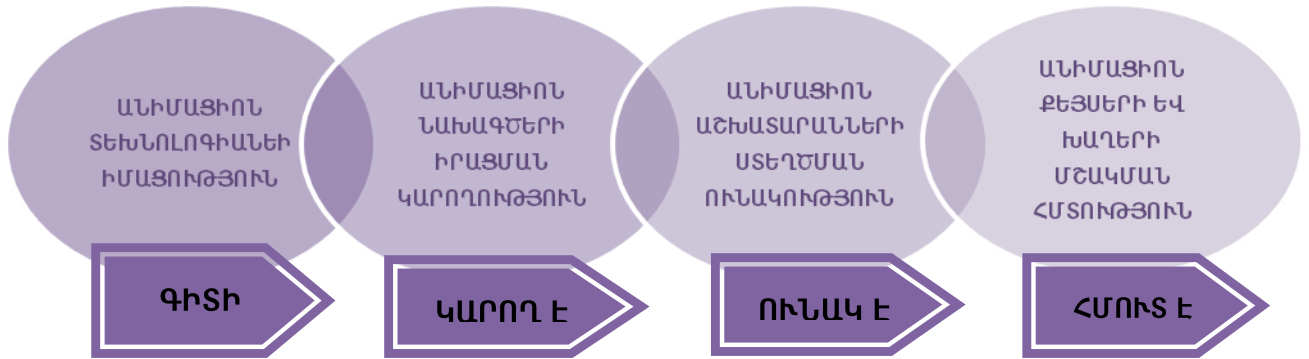 ԱՆԻՄԱՑԻՈՆ
ՏԵԽՆՈԼՈԳԻԱՆԵԻ
ԻՄԱՑՈՒԹՅՈՒՆ
ԱՆԻՄԱՑԻՈՆ
ՆԱԽԱԳԾԵՐԻ
ԻՐԱՑՄԱՆ
ԿԱՐՈՂՈՒԹՅՈՒՆ
ԱՆԻՄԱՑԻՈՆ
ԱՇԽԱՏԱՐԱՆՆԵՐԻ
ՍՏԵՂԾՄԱՆ
ՈՒՆԱԿՈՒԹՅՈՒՆ
ԱՆԻՄԱՑԻՈՆ
ՔԵՅՍԵՐԻ ԵՎ
ԽԱՂԵՐԻ
ՄՇԱԿՄԱՆ
ՀՄՏՈՒԹՅՈՒՆ
ԳԻՏԻ
ԿԱՐՈՂ Է
ՈՒՆԱԿ Է
ՀՄՈՒՏ Է